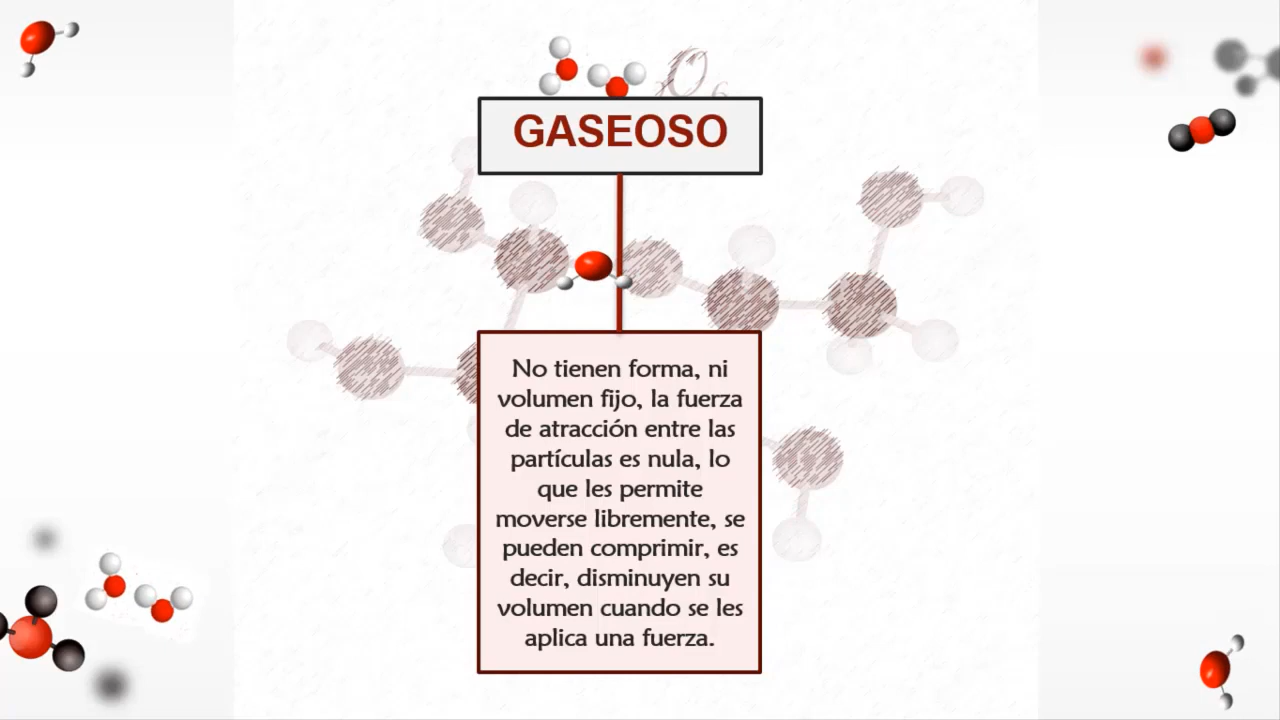 GASEOSO
No tienen forma, ni
volumen fijo, la fuerza
de atracción entre las
partículas es nula, lo
que les permite
moverse libremente, se
pueden comprimir, es
decir, disminuyen su
volumen cuando se les
aplica una fuerza.